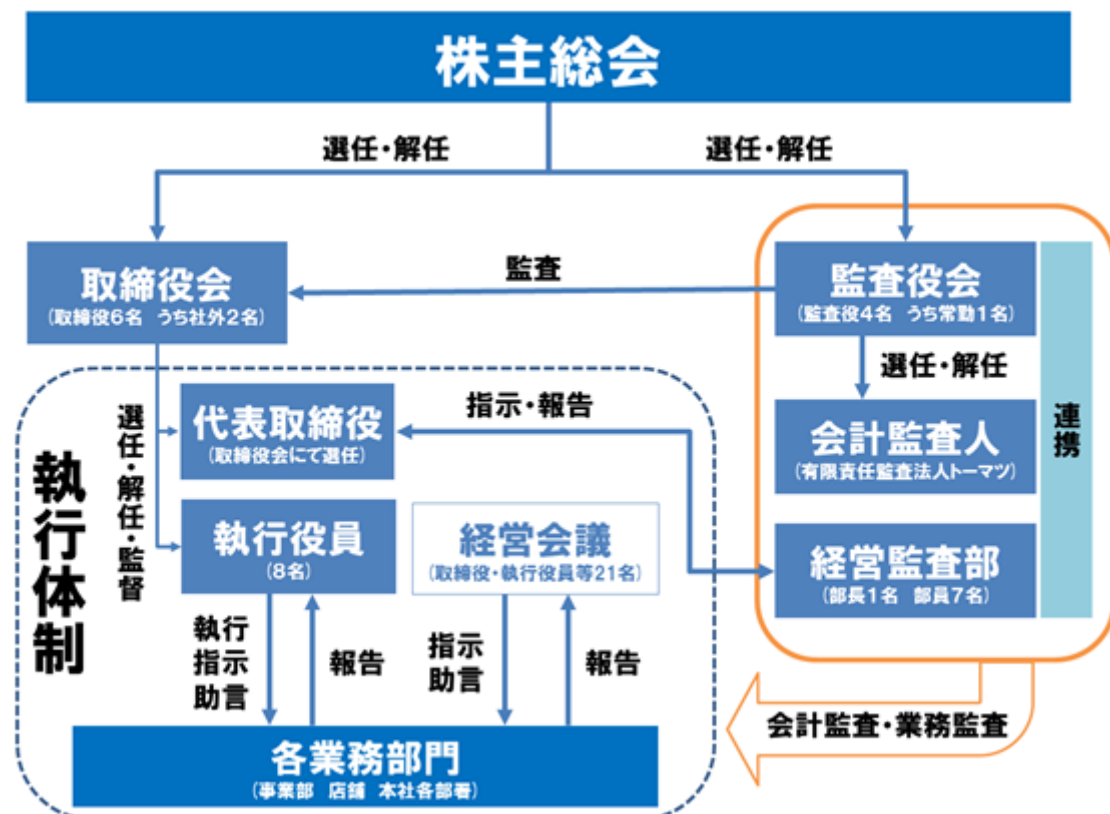 株主総会
選任・解任
選任・解任
取締役会
(取締役6名 うち社外2名)
監査
監査役会
(監査役4名 うち常勤1名)
選任・解任
連携
代表取締役
(取締役会にて選任)
指示・報告
会計監査人
(有限責任監査法人トーマツ)
選任・解任・監督
執行体制
執行役員
(8名)
経営会議
(取締役・執行役員等21名)
経営監査部
(部長1名 部員7名)
執行
指示
助言
報告
指示
助言
報告
会計監査・業務監査
各業務部門
(事業部 店舗 本社各部署)